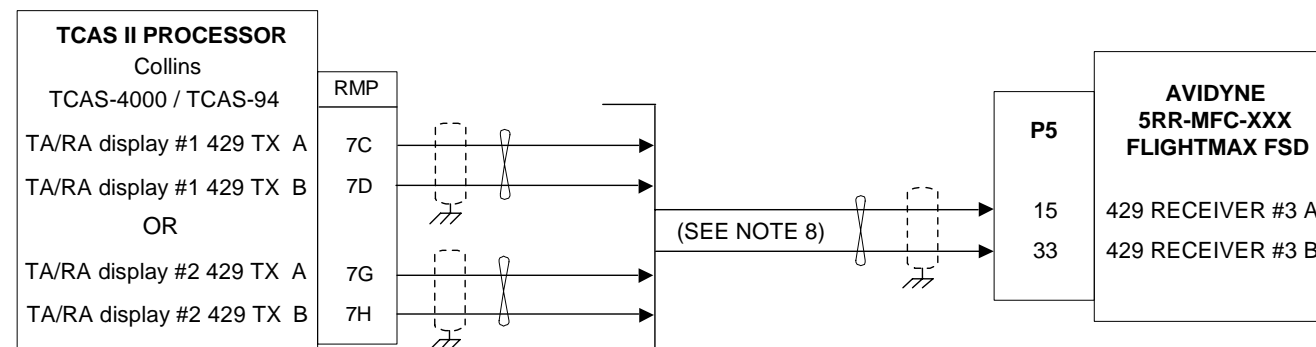 TCAS II PROCESSOR
Collins
TCAS-4000 / TCAS-94
RMP
TA/RA display #1 429 TX A 7C
TA/RA display #1 429 TX B 7D
OR
TA/RA display #2 429 TX A 7G
TA/RA display #2 429 TX B 7H
(SEE NOTE 8)
P5
AVIDYNE
5RR-MFC-XXX
FLIGHTMAX FSD
15 429 RECEIVER #3 A
33 429 RECEIVER #3 B